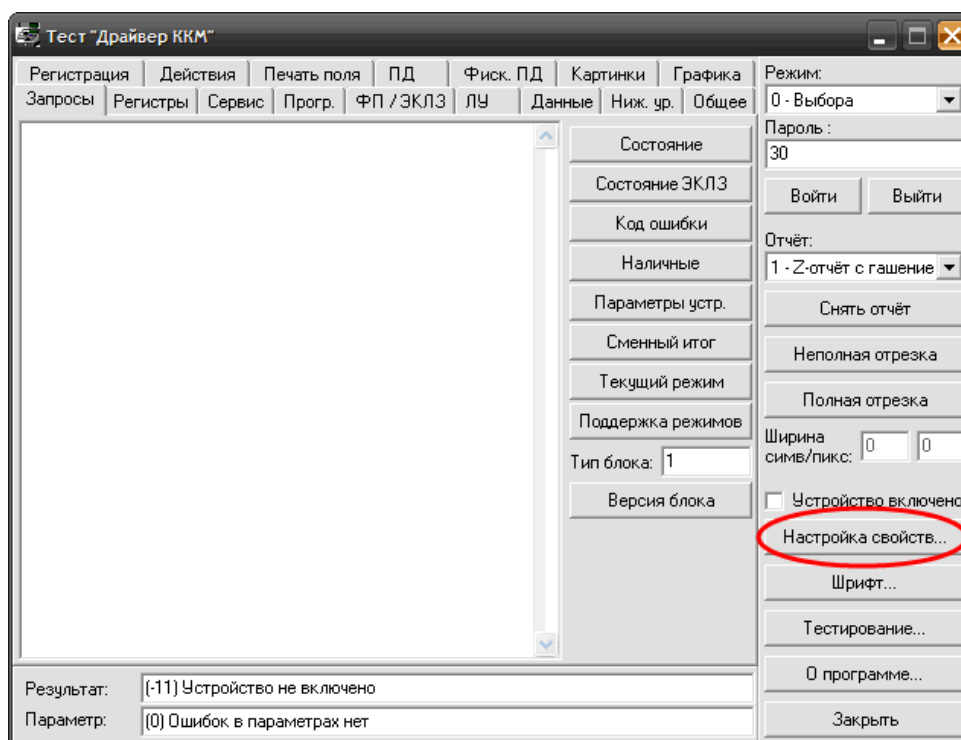 Тест "Драйвер ККМ"
Регистрация Действия Печать поля ПД Фиск. ПД Картинки Графика
Запросы Регистры Сервис Прогр. ФП / ЭКЛЗ ЛУ Данные Ниж. ур. Общее
Состояние
Состояние ЭКЛЗ
Код ошибки
Наличные
Параметры устр.
Сменный итог
Текущий режим
Поддержка режимов
Тип блока: 1
Версия блока
Режим:
0 - Выбора
Пароль :
30
Войти Выйти
Отчёт:
1 - Z-отчёт с гашение
Снять отчёт
Неполная отрезка
Полная отрезка
Ширина
симв/пикс: 0 0
Устройство включено
Настройка свойств...
Шрифт...
Тестирование...
О программе...
Закрыть
Результат: (-11) Устройство не включено
Параметр: (0) Ошибок в параметрах нет